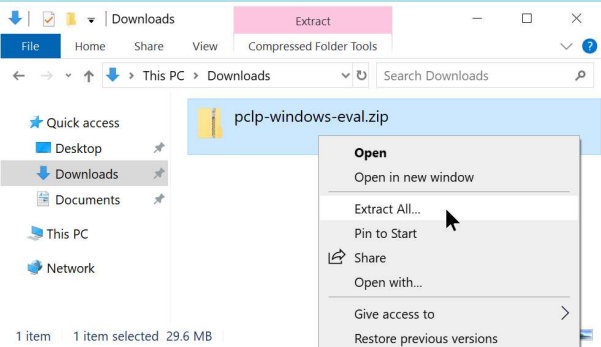 Downloads
Extract
File
Home
Share
View
Compressed Folder Tools
?
This PC > Downloads
Search Downloads
Quick access
Desktop
Downloads
Documents
This PC
Network
pclp-windows-eval.zip
Open
Open in new window
Extract All...
Pin to Start
Share
Open with...
Give access to
Restore previous versions
1 item
1 item selected 29.6 MB